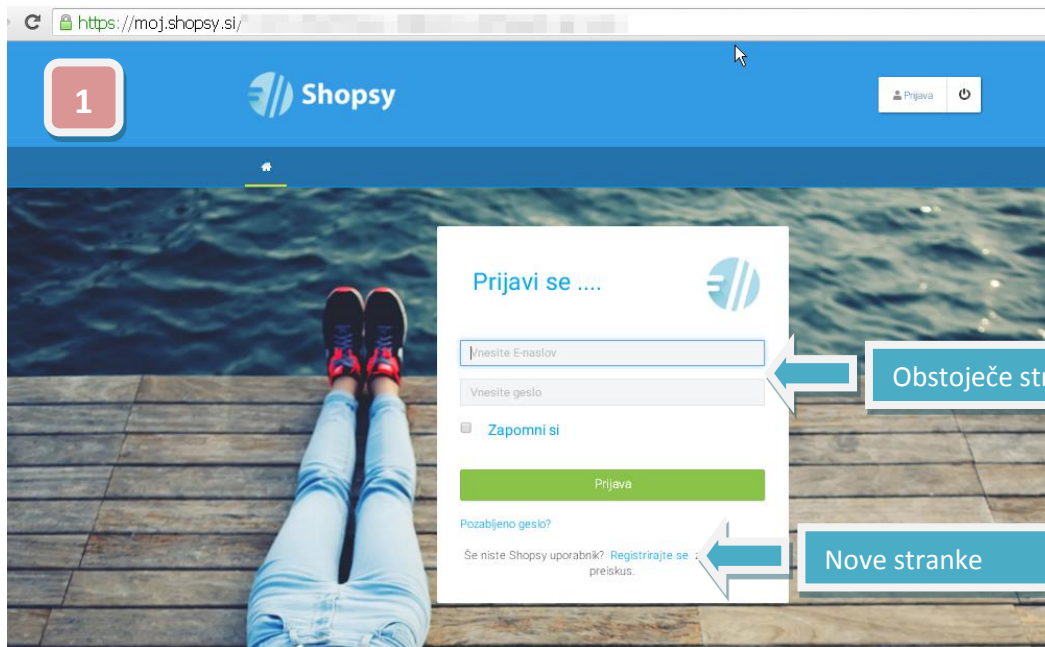 https://moj.shopsy.si/
1
Shopsy
Prijava
Prijavi se ....
Vnesite E-naslov
Vnesite geslo
Obstoječe
Zapomni si
Prijava
Pozabljeno geslo?
Še niste Shopsy uporabnik? Registrirajte se
preiskus.
Nove stranke